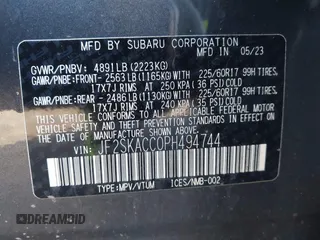 MFD BY SUBARU CORPORATION 05/23
GVWR/PNBV: 4891LB (2223KG)
GAWR/PNBE:FRONT- 2563LB(1165KG)WITH 225/60R17 99H TIRES,
17X7J RIMS, AT 250 KPA(36 PSI)COLD
GAWR/PNBE:REAR - 2486LB(1130KG)WITH 225/60R17 99H TIRES,
17X7J RIMS, AT 240 KPA(35 PSI)COLD
THIS VEHICLE CONFORMS TO ALL APPLICABLE FEDERAL MOTOR
VEHICLE SAFETY, BUMPER, AND THEFT PREVENTION STANDARDS IN
EFFECT ON THE DATE OF MANUFACTURE SHOWN ABOVE.
VIN: JF2SKACC0PH494744
TYPE:MPV/VTUM ICES/NMB-002
© iDreamBid